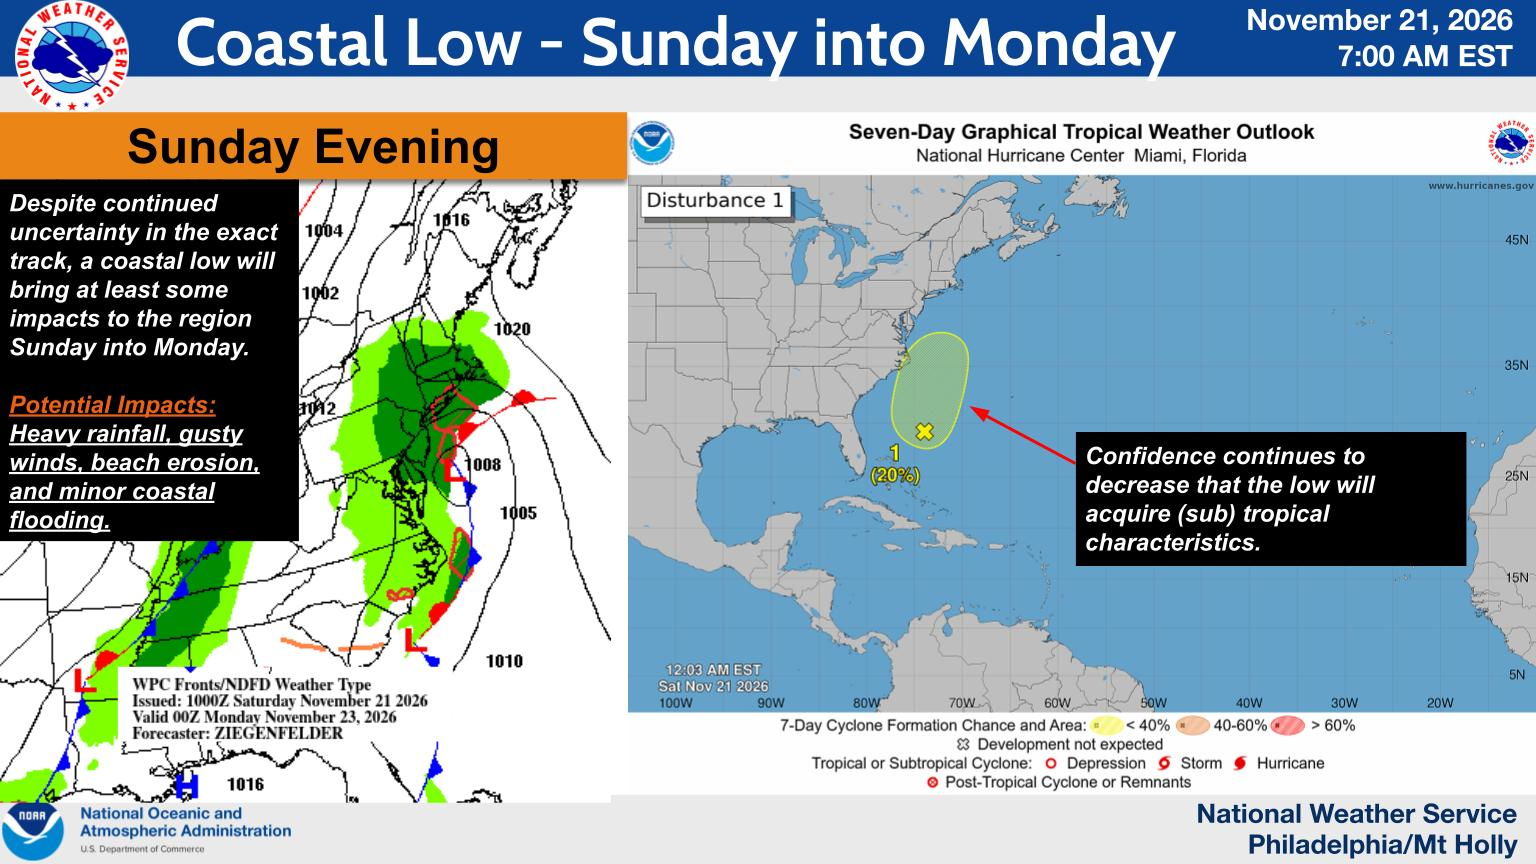 Coastal Low - Sunday into Monday
November 21, 2026
7:00 AM EST
NATIONAL WEATHER SERVICE
Sunday Evening
Despite continued
uncertainty in the exact
track, a coastal low will
bring at least some
impacts to the region
Sunday into Monday.
Potential Impacts:
Heavy rainfall, gusty
winds, beach erosion,
and minor coastal
flooding.
1004
1016
1002
1020
1012
1008
L
1005
L
1010
L
WPC Fronts/NDFD Weather Type
Issued: 1000Z Saturday November 21 2026
Valid 00Z Monday November 23, 2026
Forecaster: ZIEGENFELDER
H
1016
NOAA
Seven-Day Graphical Tropical Weather Outlook
National Hurricane Center Miami, Florida
NATIONAL WEATHER SERVICE
www.hurricanes.gov
Disturbance 1
45N
35N
25N
15N
5N
1
(20%)
Confidence continues to
decrease that the low will
acquire (sub) tropical
characteristics.
12:03 AM EST
Sat Nov 21 2026
100W 90W 80W 70W 60W 50W 40W 30W 20W
7-Day Cyclone Formation Chance and Area: < 40% 40-60% > 60%
Development not expected
Tropical or Subtropical Cyclone: Depression Storm Hurricane
Post-Tropical Cyclone or Remnants
NOAA
National Oceanic and
Atmospheric Administration
U.S. Department of Commerce
National Weather Service
Philadelphia/Mt Holly